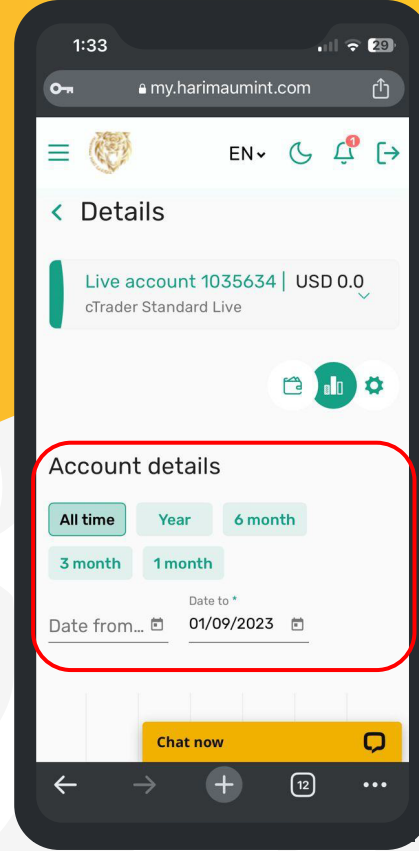 1:33
29
my.harimaumint.com
EN
1
Details
Live account 1035634 | USD 0.0
cTrader Standard Live
Account details
All time Year 6 month
3 month 1 month
Date to *
Date from... 01/09/2023
Chat now
12